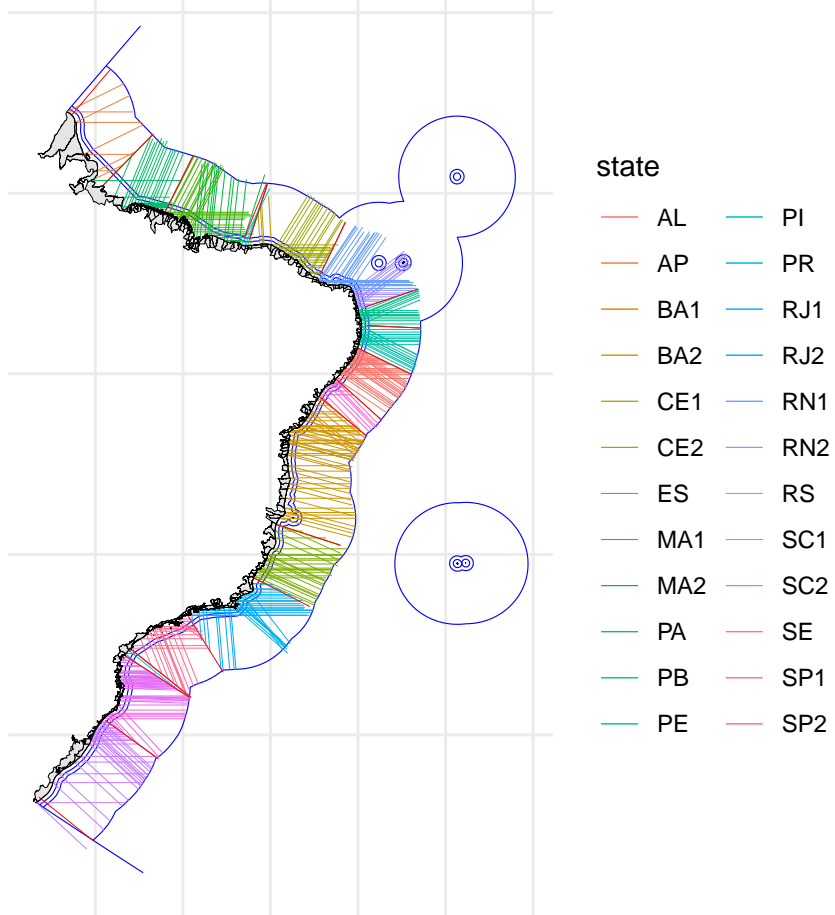 state
AL PI
AP PR
BA1 RJ1
BA2 RJ2
CE1 RN1
CE2 RN2
ES RS
MA1 SC1
MA2 SC2
PA SE
PB SP1
PE SP2